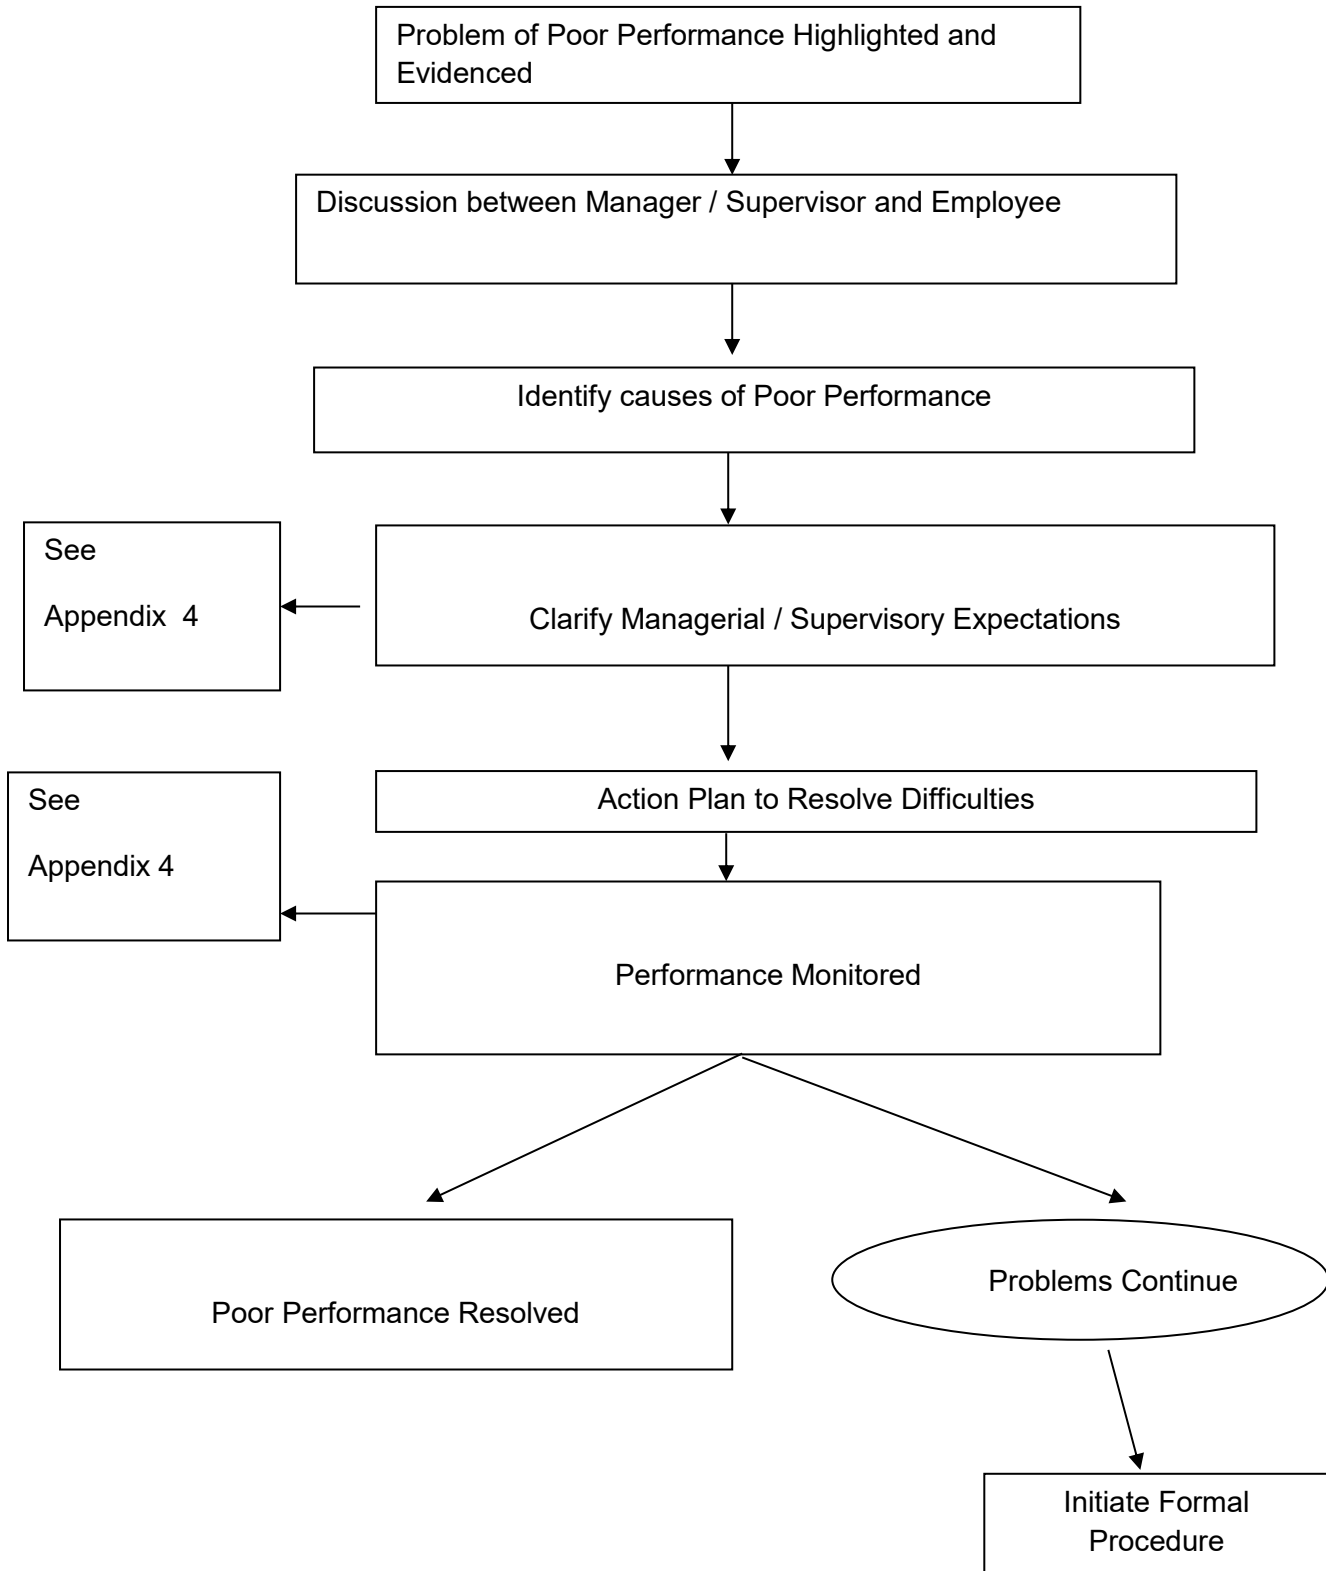 Problem of Poor Performance Highlighted and
Evidenced
Discussion between Manager / Supervisor and Employee
Identify causes of Poor Performance
See
Appendix 4
Clarify Managerial / Supervisory Expectations
See
Appendix 4
Action Plan to Resolve Difficulties
Performance Monitored
Poor Performance Resolved
Problems Continue
Initiate Formal
Procedure